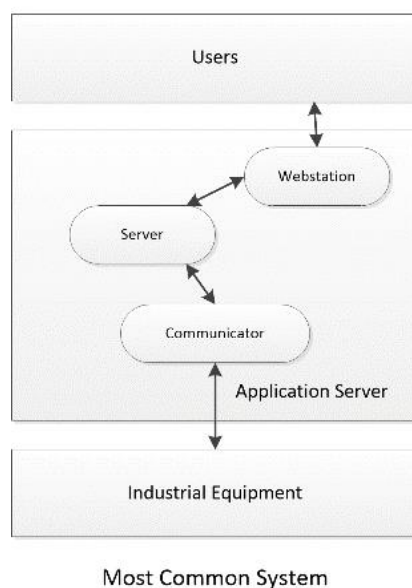 Users
Webstation
Server
Communicator
Application Server
Industrial Equipment
Most Common System